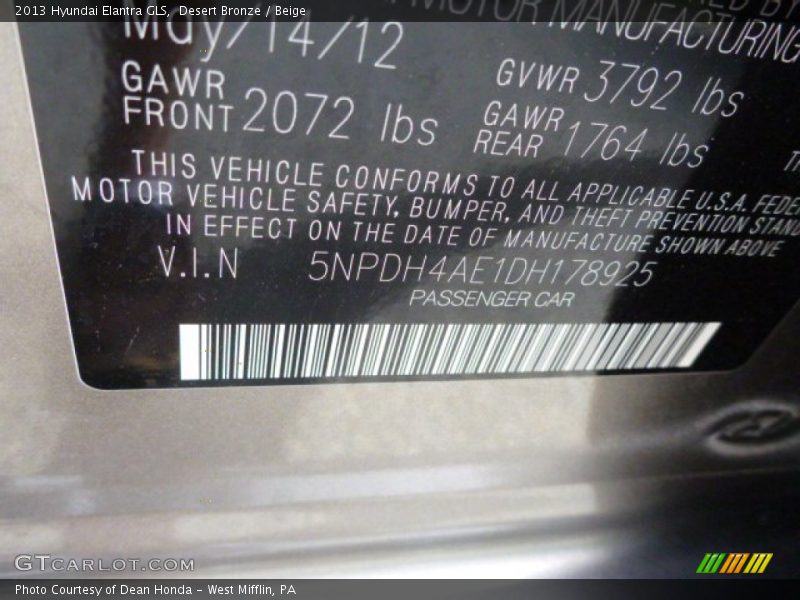 2013 Hyundai Elantra GLS, Desert Bronze / Beige
MOTOR MANUFACTURING
May/14/12
GVWR 3792 lbs
GAWR FRONT 2072 lbs
GAWR REAR 1764 lbs
THIS VEHICLE CONFORMS TO ALL APPLICABLE U.S.A. FEDE
MOTOR VEHICLE SAFETY, BUMPER, AND THEFT PREVENTION STAND
IN EFFECT ON THE DATE OF MANUFACTURE SHOWN ABOVE
V.I.N 5NPDH4AE1DH178925
PASSENGER CAR
GTCARLOT.COM
Photo Courtesy of Dean Honda - West Mifflin, PA